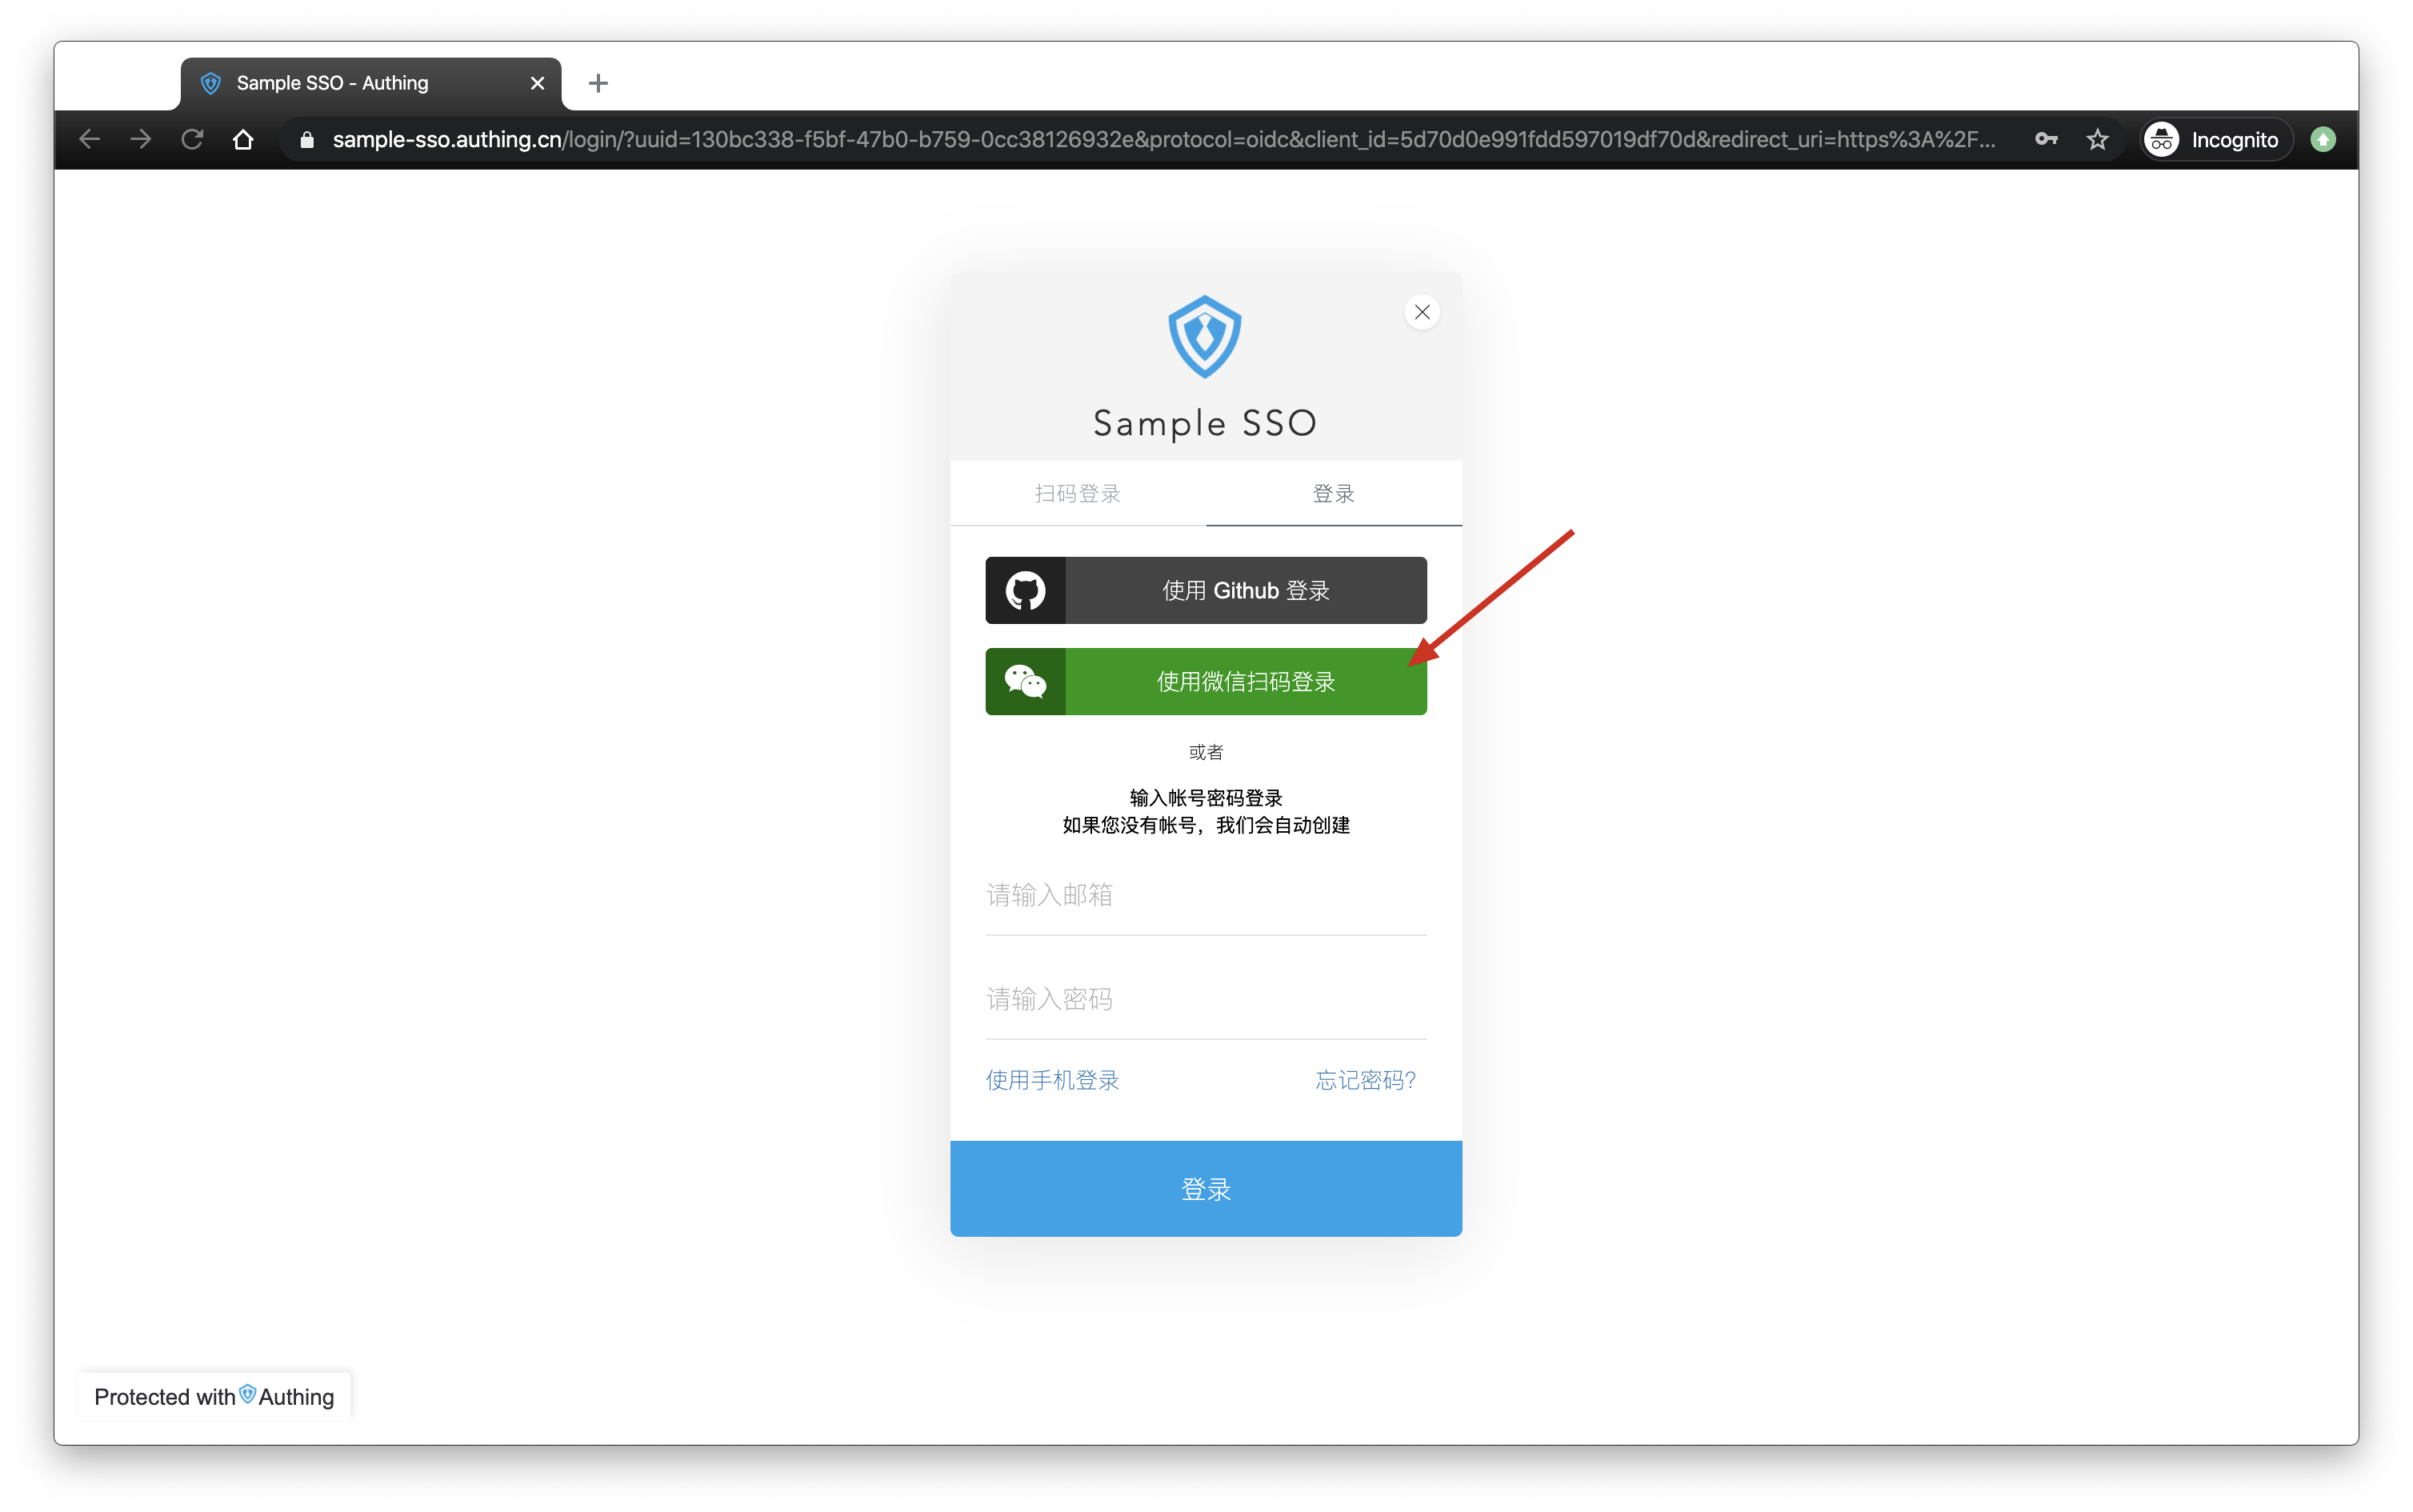 Sample SSO - Authing
sample-sso.authing.cn/login/?uuid=130bc338-f5bf-47b0-b759-0cc38126932e&protocol=oidc&client_id=5d70d0e991fdd597019df70d&redirect_uri=https%3A%2F...
Incognito
Sample SSO
扫码登录 登录
使用 Github 登录
使用微信扫码登录
或者
输入帐号密码登录
如果您没有帐号，我们会自动创建
请输入邮箱
请输入密码
使用手机登录 忘记密码?
登录
Protected with Authing